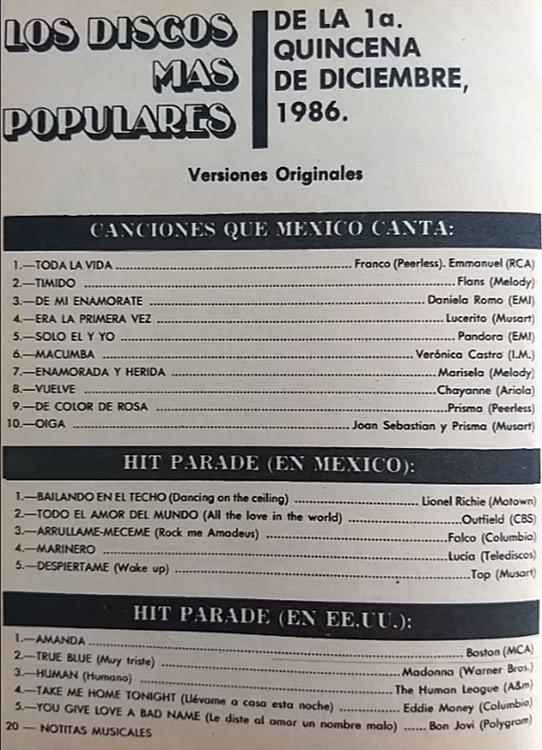 LOS DISCOS
MAS
POPULARES
DE LA 1a.
QUINCENA
DE DICIEMBRE,
1986.
Versiones Originales
CANCIONES QUE MEXICO CANTA:
1.—TODA LA VIDA ........ Franco (Peerless). Emmanuel (RCA)
2.—TIMIDO ........ Flans (Melody)
3.—DE MI ENAMORATE ........ Daniela Romo (EMI)
4.—ERA LA PRIMERA VEZ ........ Lucerito (Musart)
5.—SOLO EL Y YO ........ Pandora (EMI)
6.—MACUMBA ........ Verónica Castro (I.M.)
7.—ENAMORADA Y HERIDA ........ Marisela (Melody)
8.—VUELVE ........ Chayanne (Ariola)
9.—DE COLOR DE ROSA ........ Prisma (Peerless)
10.—OIGA ........ Joan Sebastian y Prisma (Musart)
HIT PARADE (EN MEXICO):
1.—BAILANDO EN EL TECHO (Dancing on the ceiling) ........ Lionel Richie (Motown)
2.—TODO EL AMOR DEL MUNDO (All the love in the world) ........ Outfield (CBS)
3.—ARRULLAME-MECEME (Rock me Amadeus) ........ Falco (Columbia)
4.—MARINERO ........ Lucía (Telediscos)
5.—DESPIERTAME (Wake up) ........ Top (Musart)
HIT PARADE (EN EE.UU.):
1.—AMANDA ........ Boston (MCA)
2.—TRUE BLUE (Muy triste) ........ Madonna (Warner Bros.)
3.—HUMAN (Humano) ........ The Human League (A&m)
4.—TAKE ME HOME TONIGHT (Llévame a casa esta noche) ........ Eddie Money (Columbia)
5.—YOU GIVE LOVE A BAD NAME (Le diste al amor un nombre malo) ........ Bon Jovi (Polygram)
20 — NOTITAS MUSICALES